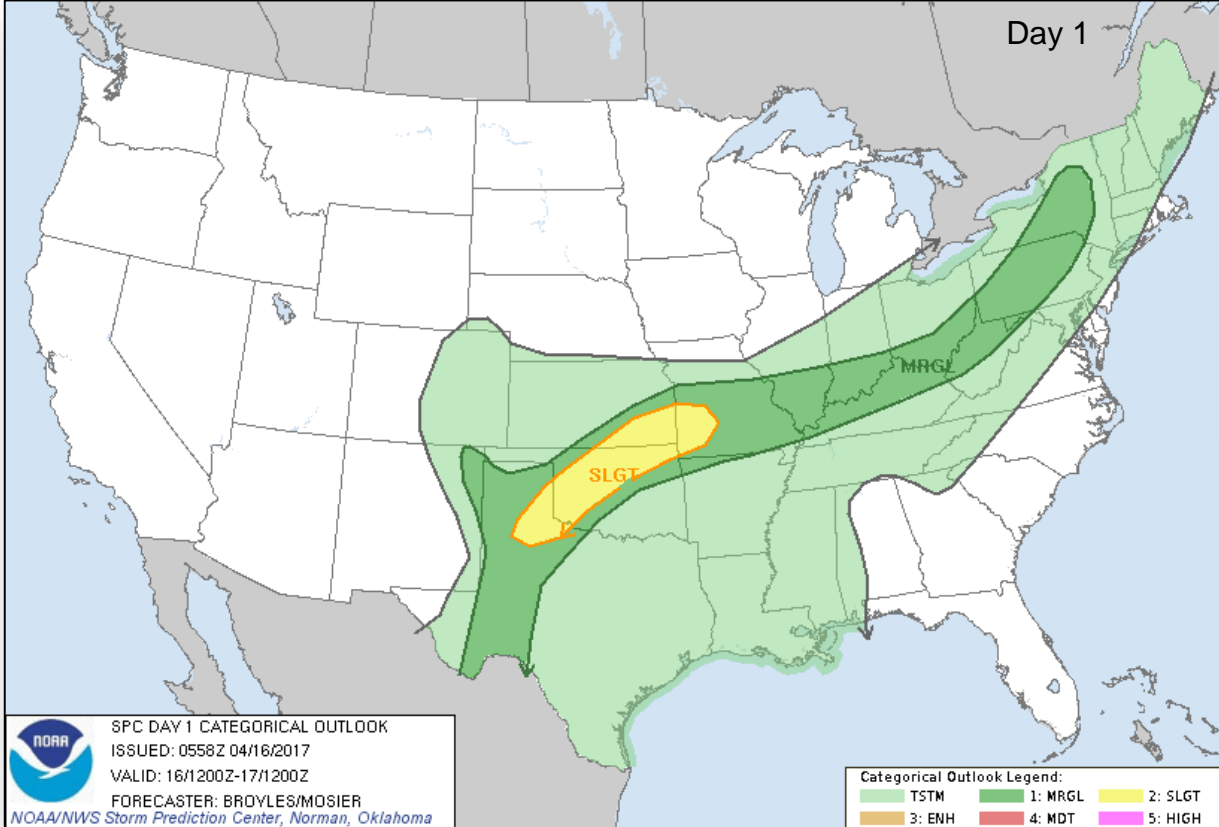 Day 1
MRGL
SLGT
NOAA
SPC DAY 1 CATEGORICAL OUTLOOK
ISSUED: 0558Z 04/16/2017
VALID: 16/1200Z-17/1200Z
FORECASTER: BROYLES/MOSIER
NOAA/NWS Storm Prediction Center, Norman, Oklahoma
Categorical Outlook Legend:
TSTM 1: MRGL 2: SLGT
3: ENH 4: MDT 5: HIGH